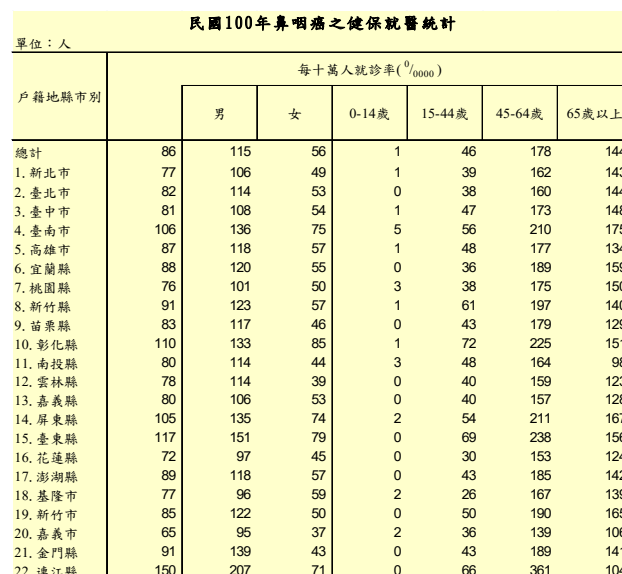 民國100年鼻咽癌之健保就醫統計
單位：人
戶籍地縣市別
每十萬人就診率(0/0000)
男 女 0-14歲 15-44歲 45-64歲 65歲以上
總計 86 115 56 1 46 178 144
1.新北市 77 106 49 1 39 162 143
2.臺北市 82 114 53 0 38 160 144
3.臺中市 81 108 54 1 47 173 148
4.臺南市 106 136 75 5 56 210 175
5.高雄市 87 118 57 1 48 177 134
6.宜蘭縣 88 120 55 0 36 189 159
7.桃園縣 76 101 50 3 38 175 150
8.新竹縣 91 123 57 1 61 197 140
9.苗栗縣 83 117 46 0 43 179 129
10.彰化縣 110 133 85 1 72 225 151
11.南投縣 80 114 44 3 48 164 98
12.雲林縣 78 114 39 0 40 159 123
13.嘉義縣 80 106 53 0 40 157 128
14.屏東縣 105 135 74 2 54 211 167
15.臺東縣 117 151 79 0 69 238 156
16.花蓮縣 72 97 45 0 30 153 124
17.澎湖縣 89 118 57 0 43 185 142
18.基隆市 77 96 59 2 26 167 139
19.新竹市 85 122 50 0 50 190 165
20.嘉義市 65 95 37 2 36 139 106
21.金門縣 91 139 43 0 43 189 141
22.連江縣 150 207 71 0 66 361 104